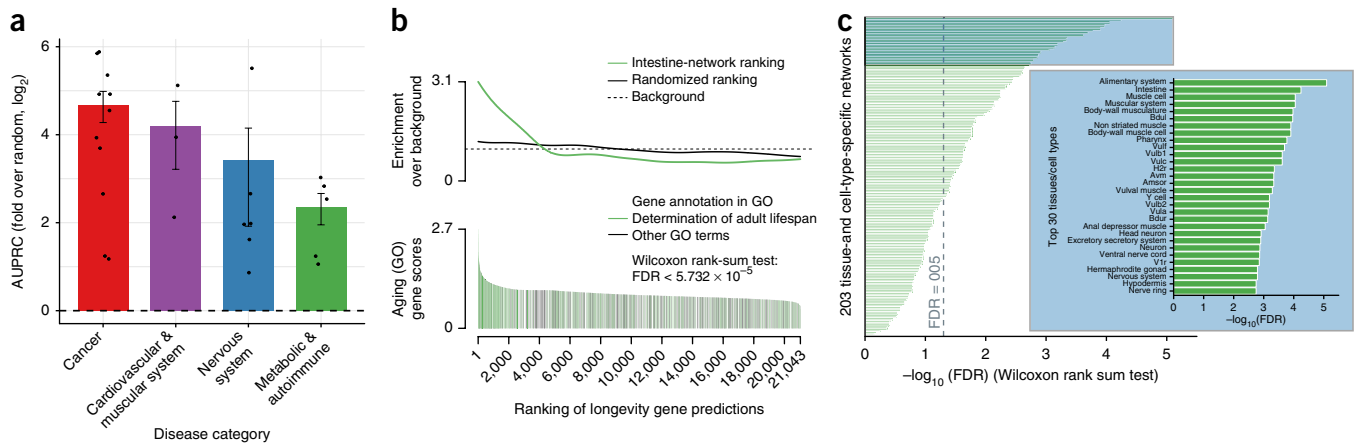 a
AUPRC (fold over random, log2)
6
4
2
0
Cancer
Cardiovascular &
muscular system
Nervous
system
Metabolic &
autoimmune
Disease category
b
Enrichment
over background
3.1
0
Intestine-network ranking
Randomized ranking
Background
Aging (GO)
gene scores
2.7
0
Gene annotation in GO
Determination of adult lifespan
Other GO terms
Wilcoxon rank-sum test:
FDR < 5.732 × 10–5
1
2,000
4,000
6,000
8,000
10,000
12,000
14,000
16,000
18,000
20,000
21,043
Ranking of longevity gene predictions
c
203 tissue-and cell-type-specific networks
FDR = 005
0
1
2
3
4
5
–log10 (FDR) (Wilcoxon rank sum test)
Top 30 tissues/cell types
Alimentary system
Intestine
Muscle cell
Muscular system
Body-wall musculature
Bdul
Non striated muscle
Body-wall muscle cell
Pharynx
Vulf
Vulb1
Vulc
H2r
Avm
Amsor
Vulval muscle
Y cell
Vulb2
Vula
Bdur
Anal depressor muscle
Head neuron
Excretory secretory system
Neuron
Ventral nerve cord
V1r
Hermaphrodite gonad
Nervous system
Hypodermis
Nerve ring
0
1
2
3
4
5
–log10(FDR)